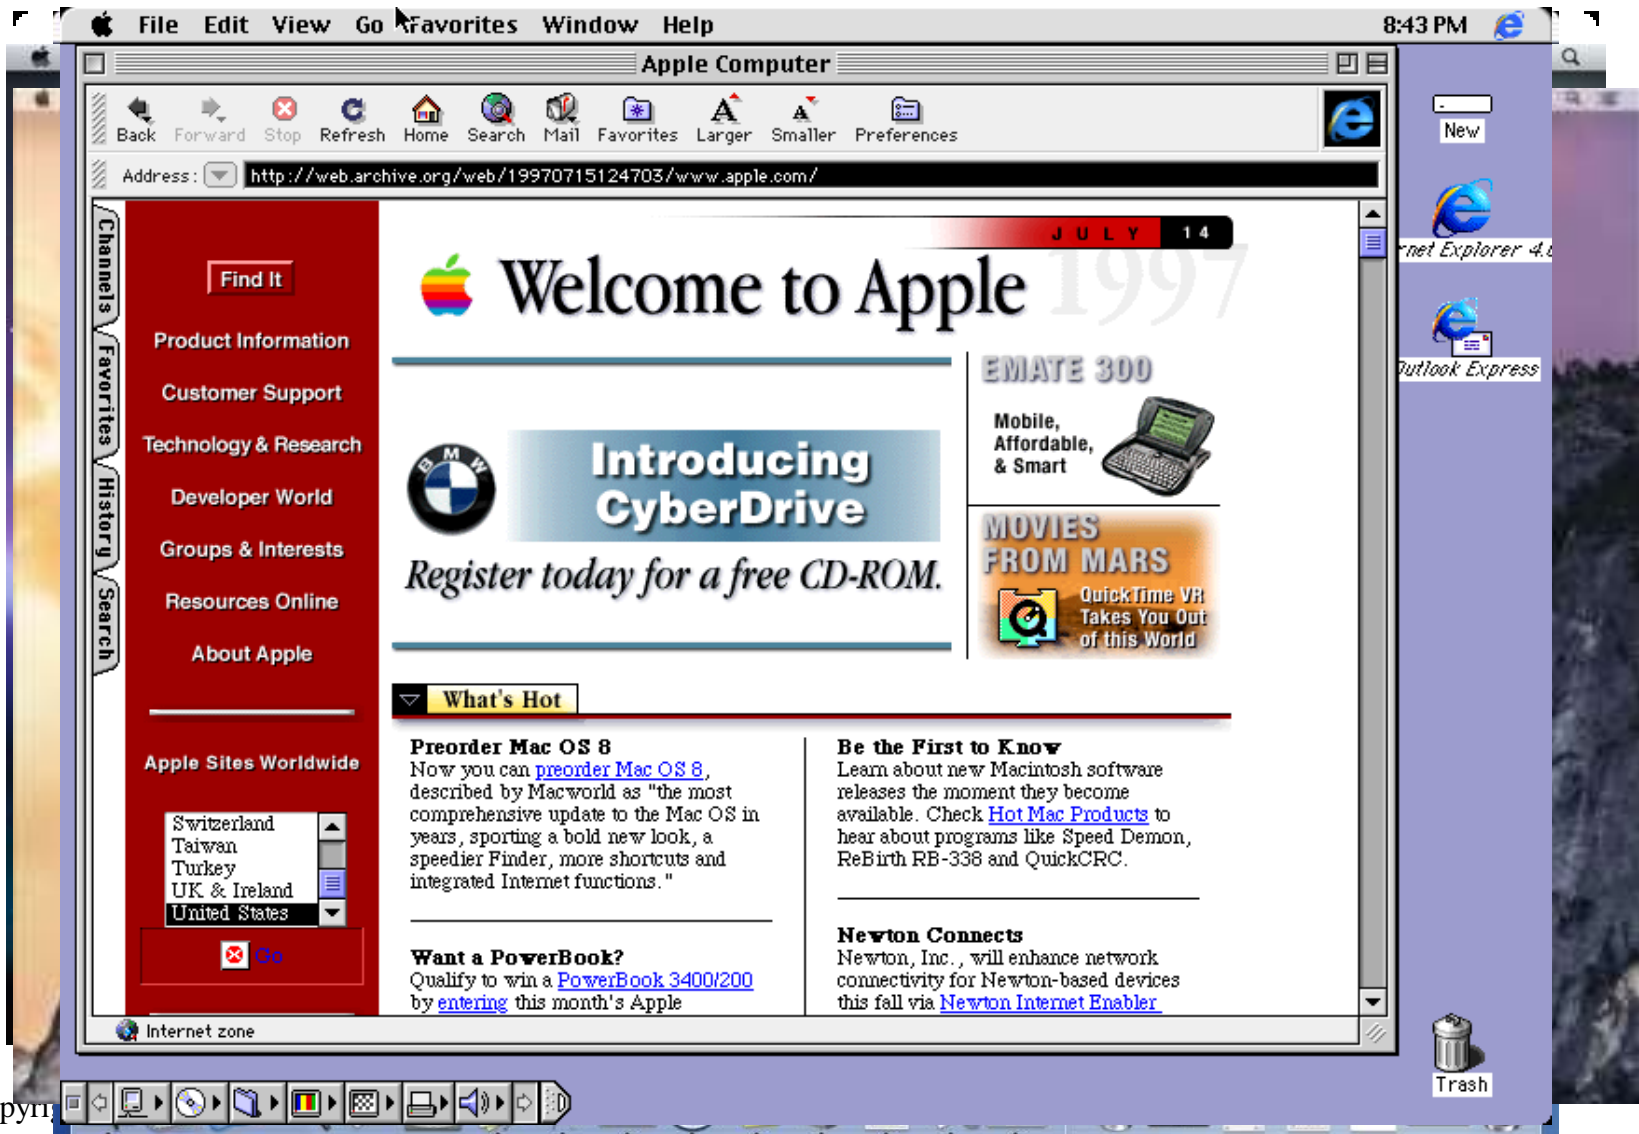 File Edit View Go Favorites Window Help 8:43 PM
Apple Computer
Back Forward Stop Refresh Home Search Mail Favorites Larger Smaller Preferences
Address: http://web.archive.org/web/19970715124703/www.apple.com/
New
rnet Explorer 4.
Outlook Express
Trash
Channels
Favorites
History
Search
Find It
Product Information
Customer Support
Technology & Research
Developer World
Groups & Interests
Resources Online
About Apple
Apple Sites Worldwide
Switzerland
Taiwan
Turkey
UK & Ireland
United States
Go
JULY 14
1997
Welcome to Apple
BMW
Introducing
CyberDrive
Register today for a free CD-ROM.
EMATE 300
Mobile,
Affordable,
& Smart
MOVIES
FROM MARS
QuickTime VR
Takes You Out
of this World
What's Hot
Preorder Mac OS 8
Now you can preorder Mac OS 8,
described by Macworld as "the most
comprehensive update to the Mac OS in
years, sporting a bold new look, a
speedier Finder, more shortcuts and
integrated Internet functions."
Want a PowerBook?
Qualify to win a PowerBook 3400/200
by entering this month's Apple
Be the First to Know
Learn about new Macintosh software
releases the moment they become
available. Check Hot Mac Products to
hear about programs like Speed Demon,
ReBirth RB-338 and QuickCRC.
Newton Connects
Newton, Inc., will enhance network
connectivity for Newton-based devices
this fall via Newton Internet Enabler
Internet zone